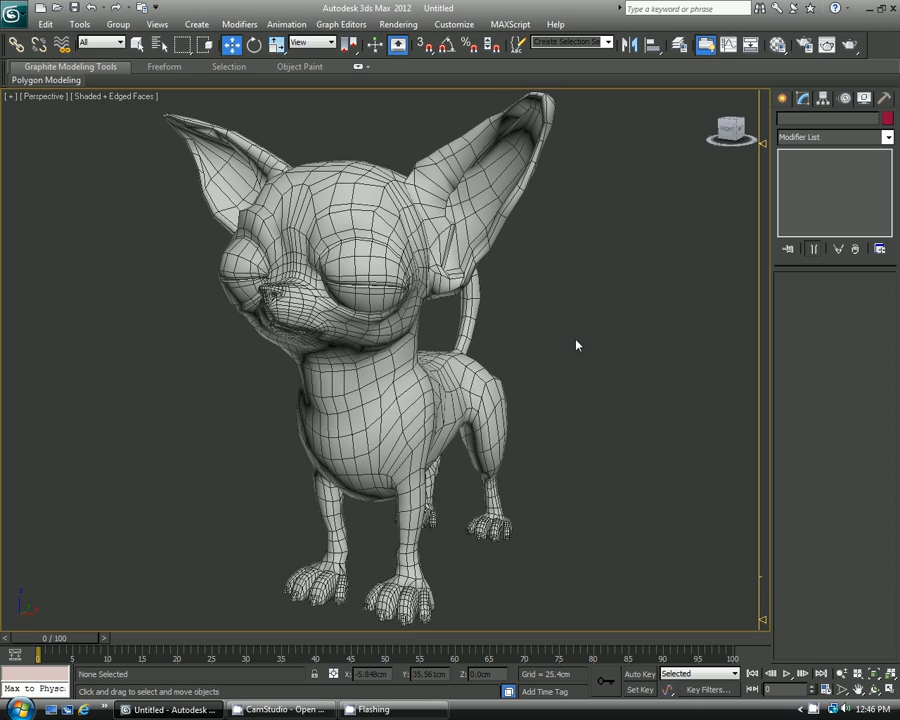 Autodesk 3ds Max 2012 Untitled
Type a keyword or phrase
Edit Tools Group Views Create Modifiers Animation Graph Editors Rendering Customize MAXScript Help
All View Create Selection Se
Graphite Modeling Tools Freeform Selection Object Paint
Polygon Modeling
[ + ] [ Perspective ] [ Shaded + Edged Faces ]
FRONT
Modifier List
0 / 100
0 5 10 15 20 25 30 35 40 45 50 55 60 65 70 75 80 85 90 95 100
None Selected X: -5.848cm Y: 35.561cm Z: 0.0cm Grid = 25.4cm Auto Key Selected
Max to Physc: Click and drag to select and move objects Add Time Tag Set Key Key Filters... 0
Untitled - Autodesk ... CamStudio - Open ... Flashing 12:46 PM